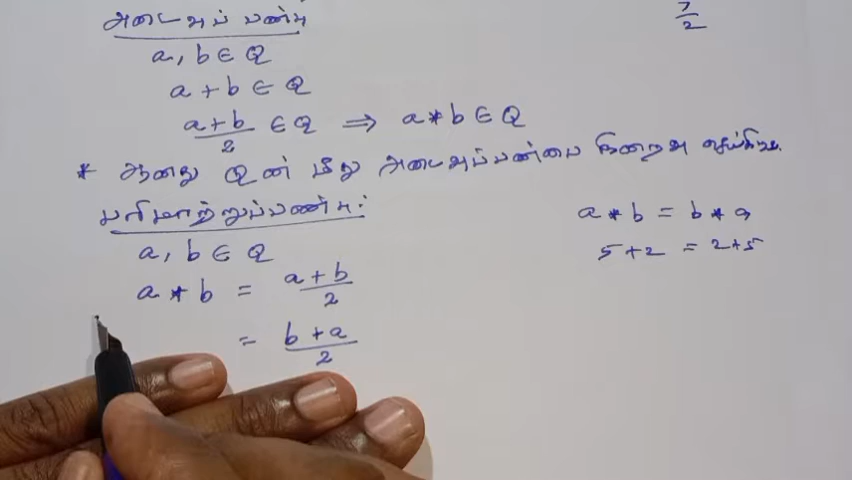 அடைவுப் பண்பு
7/2
a, b ∈ Q
a + b ∈ Q
(a+b)/2 ∈ Q ⇒ a * b ∈ Q
* ஆனது Q ன் மீது அடைவுப்பண்பை நிறைவு செய்கிறது.
பரிமாற்றுப்பண்பு:
a, b ∈ Q
a * b = (a + b)/2
= (b + a)/2
a * b = b * a
5+2 = 2+5